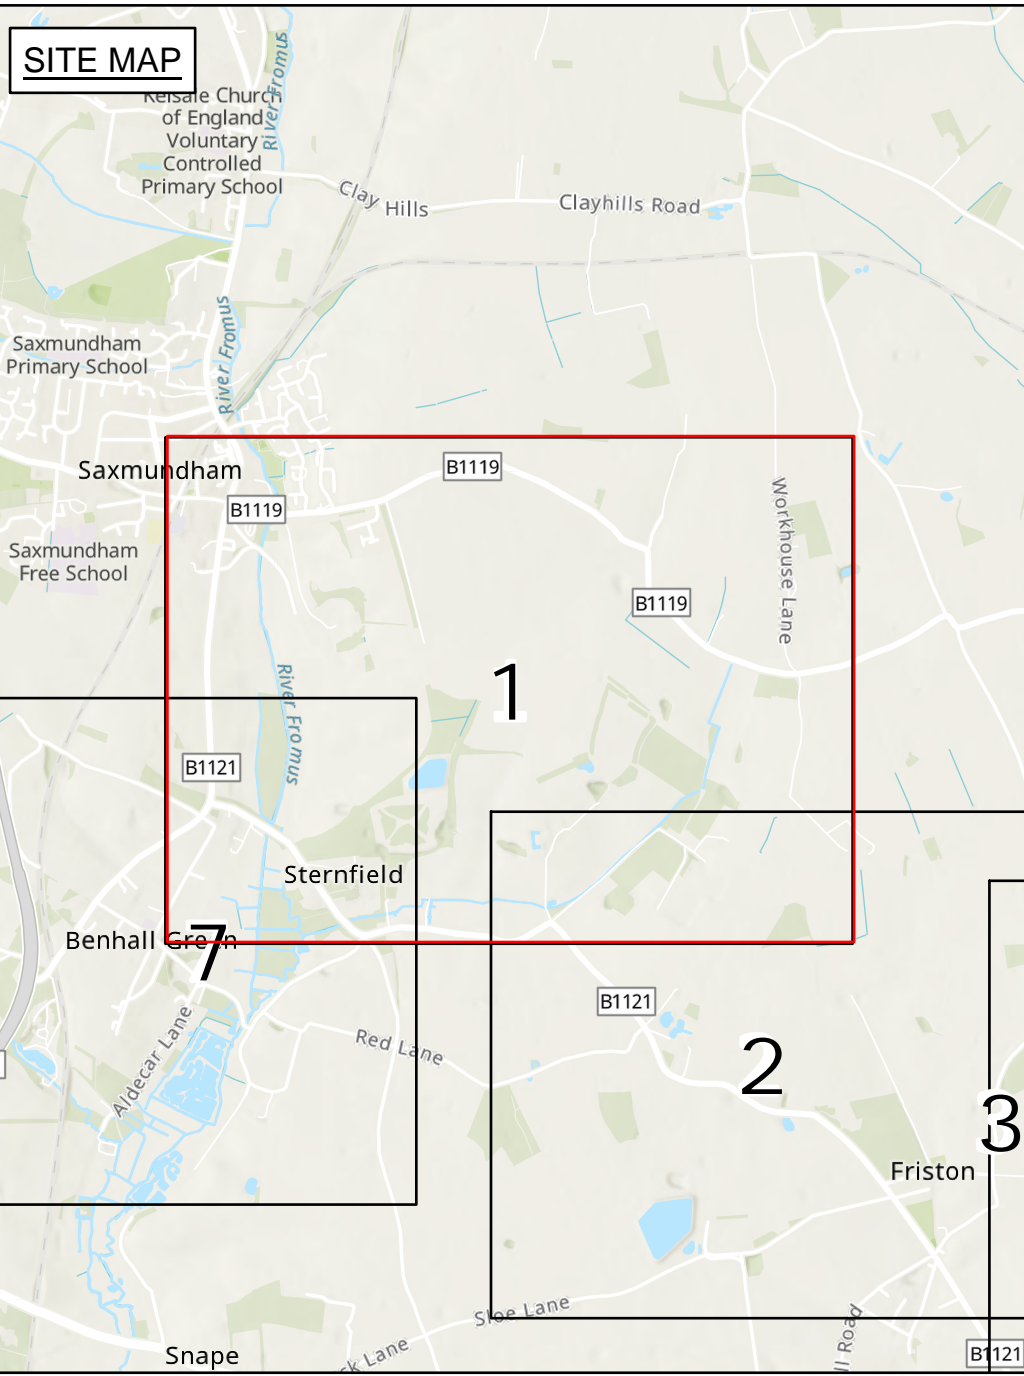 SITE MAP
River Fromus
Kelsale Church
of England
Voluntary
Controlled
Primary School
Clay Hills
Clayhills Road
River Fromus
Saxmundham
Primary School
Saxmundham
B1119
B1119
Workhouse Lane
Saxmundham
Free School
B1119
River Fromus
1
B1121
Sternfield
Benhall Green
7
B1121
Red Lane
Aldecar Lane
2
3
Friston
Sloe Lane
ck Lane
ll Road
Snape
B1121